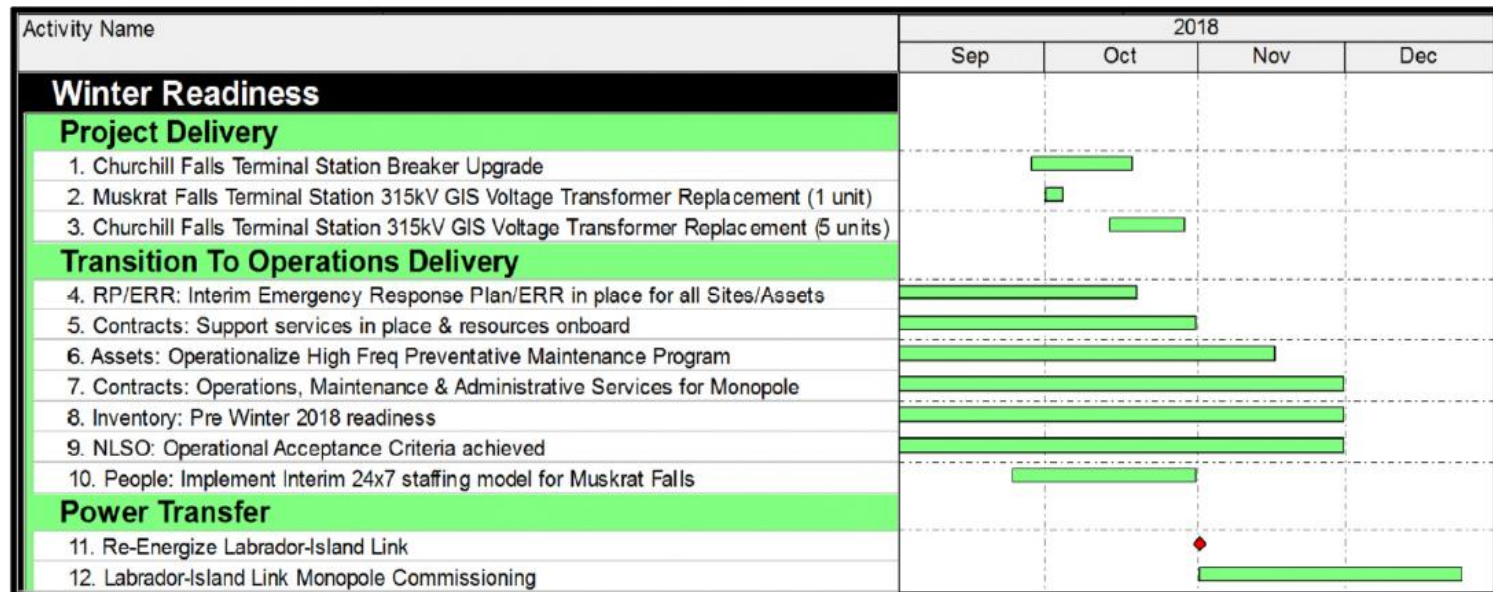 Activity Name
2018
Sep Oct Nov Dec
Winter Readiness
Project Delivery
1. Churchill Falls Terminal Station Breaker Upgrade
2. Muskrat Falls Terminal Station 315kV GIS Voltage Transformer Replacement (1 unit)
3. Churchill Falls Terminal Station 315kV GIS Voltage Transformer Replacement (5 units)
Transition To Operations Delivery
4. RP/ERR: Interim Emergency Response Plan/ERR in place for all Sites/Assets
5. Contracts: Support services in place & resources onboard
6. Assets: Operationalize High Freq Preventative Maintenance Program
7. Contracts: Operations, Maintenance & Administrative Services for Monopole
8. Inventory: Pre Winter 2018 readiness
9. NLSO: Operational Acceptance Criteria achieved
10. People: Implement Interim 24x7 staffing model for Muskrat Falls
Power Transfer
11. Re-Energize Labrador-Island Link
12. Labrador-Island Link Monopole Commissioning